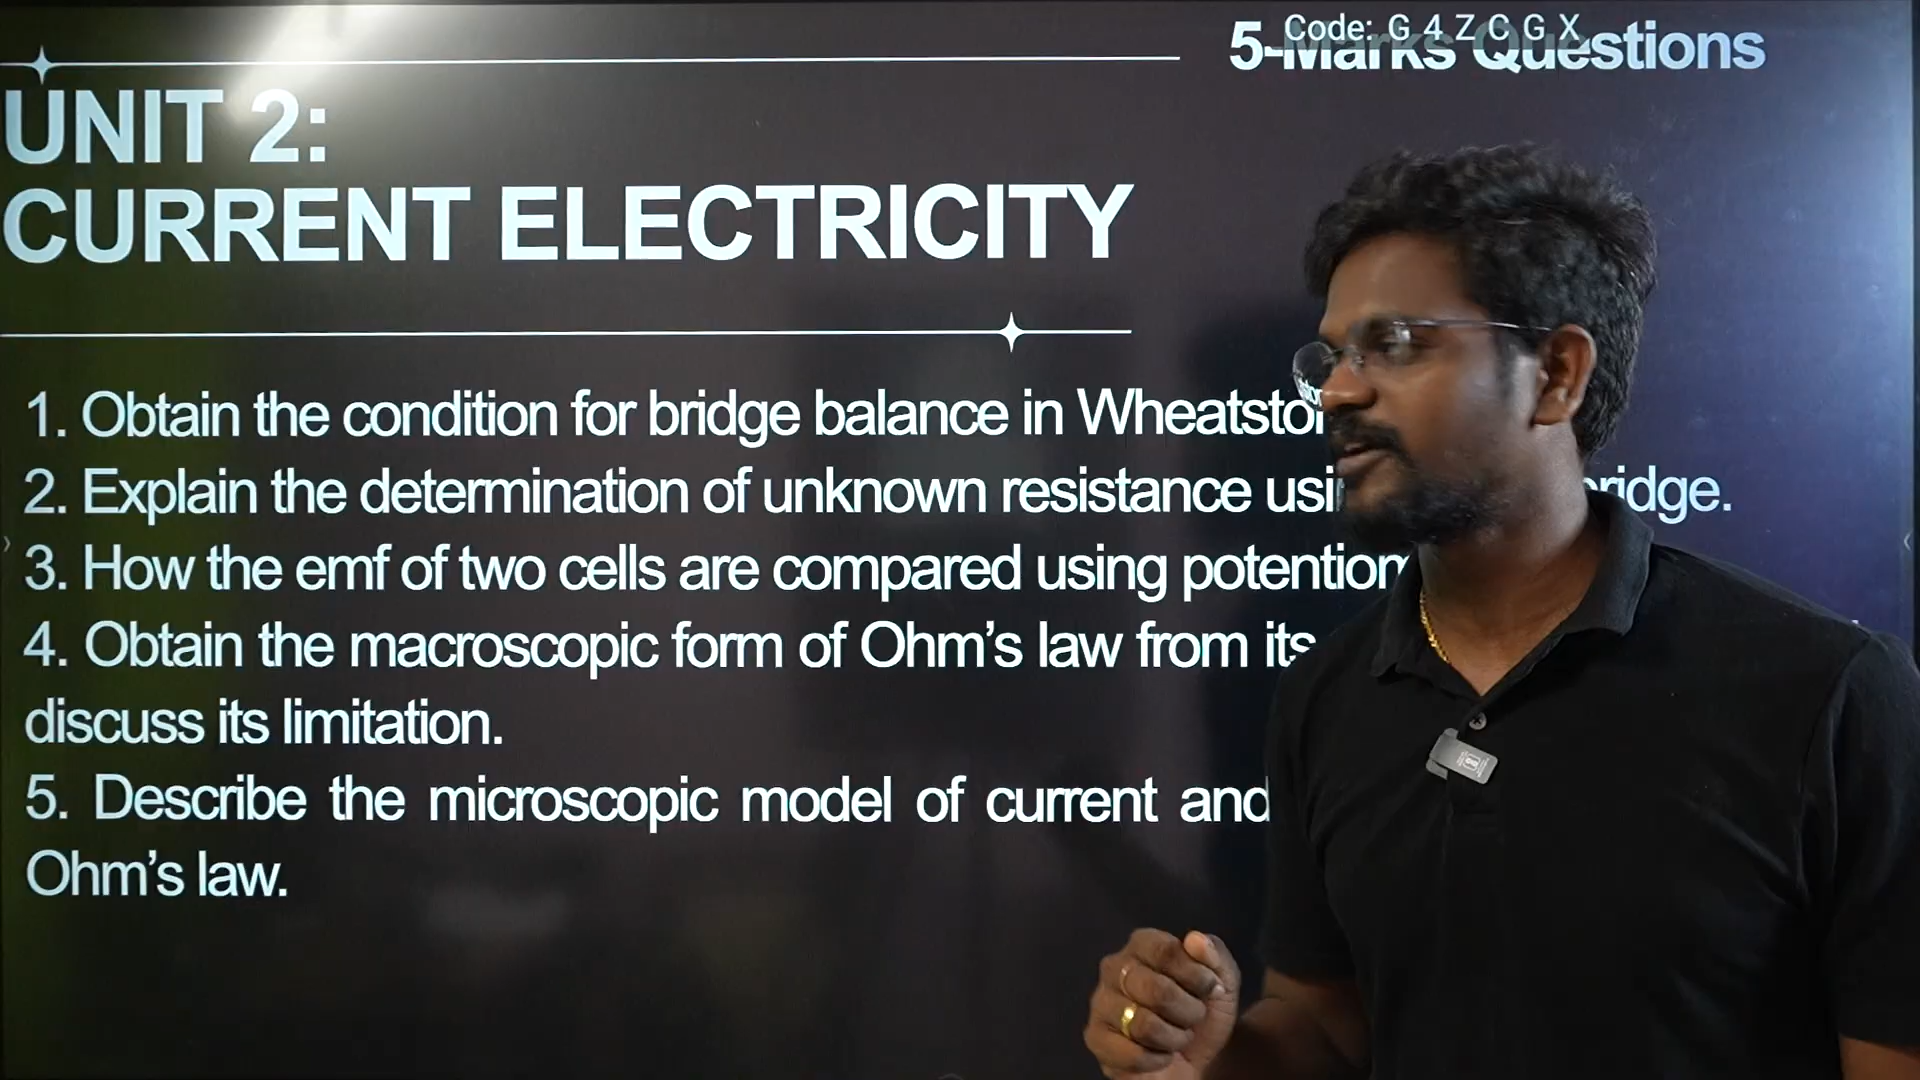 Code: G 4 Z C G X
5-Marks Questions
UNIT 2:
CURRENT ELECTRICITY
1. Obtain the condition for bridge balance in
2. Explain the determination of unknown resistance bridge.
3. How the emf of two cells are compared using
4. Obtain the macroscopic form of Ohm’s law from its
discuss its limitation.
5. Describe the microscopic model of current and
Ohm’s law.